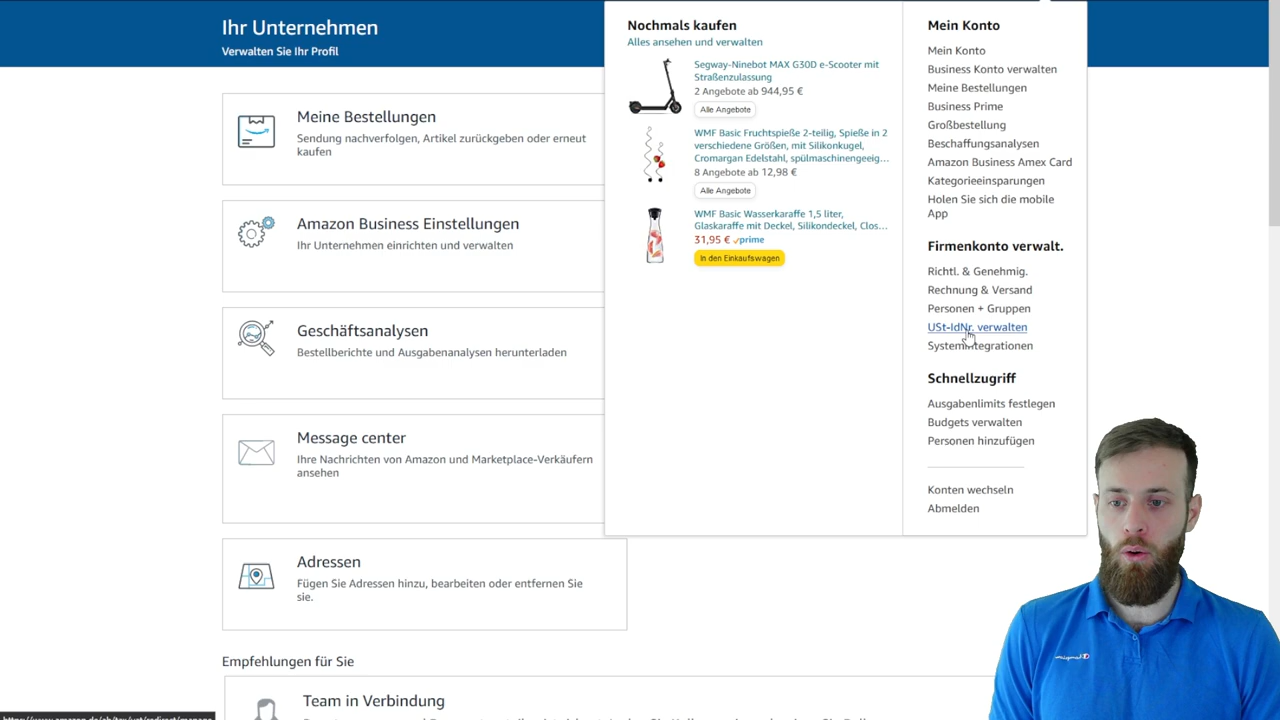 Ihr Unternehmen
Verwalten Sie Ihr Profil
Meine Bestellungen
Sendung nachverfolgen, Artikel zurückgeben oder erneut
kaufen
Amazon Business Einstellungen
Ihr Unternehmen einrichten und verwalten
Geschäftsanalysen
Bestellberichte und Ausgabenanalysen herunterladen
Message center
Ihre Nachrichten von Amazon und Marketplace-Verkäufern
ansehen
Adressen
Fügen Sie Adressen hinzu, bearbeiten oder entfernen Sie
sie.
Empfehlungen für Sie
Team in Verbindung
Nochmals kaufen
Alles ansehen und verwalten
Segway-Ninebot MAX G30D e-Scooter mit
Straßenzulassung
2 Angebote ab 944,95 €
Alle Angebote
WMF Basic Fruchtspieße 2-teilig, Spieße in 2
verschiedene Größen, mit Silikonkugel,
Cromargan Edelstahl, spülmaschinengeeig...
8 Angebote ab 12,98 €
Alle Angebote
WMF Basic Wasserkaraffe 1,5 liter,
Glaskaraffe mit Deckel, Silikondeckel, Clos...
31,95 € prime
In den Einkaufswagen
Mein Konto
Mein Konto
Business Konto verwalten
Meine Bestellungen
Business Prime
Großbestellung
Beschaffungsanalysen
Amazon Business Amex Card
Kategorieeinsparungen
Holen Sie sich die mobile
App
Firmenkonto verwalt.
Richtl. & Genehmig.
Rechnung & Versand
Personen + Gruppen
USt-IdNr. verwalten
Systemintegrationen
Schnellzugriff
Ausgabenlimits festlegen
Budgets verwalten
Personen hinzufügen
Konten wechseln
Abmelden